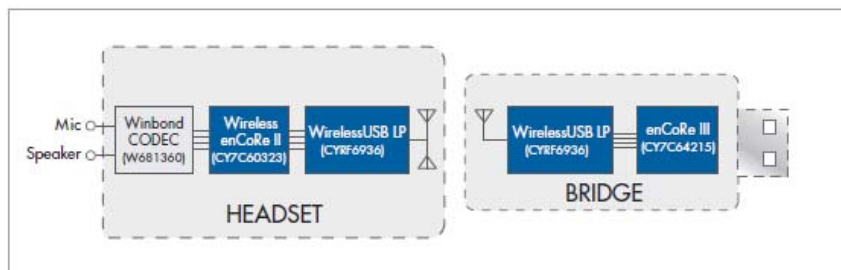 Mic
Speaker
Winbond
CODEC
(W681360)
Wireless
enCoRe II
(CY7C60323)
WirelessUSB LP
(CYRF6936)
HEADSET
WirelessUSB LP
(CYRF6936)
enCoRe III
(CY7C64215)
BRIDGE